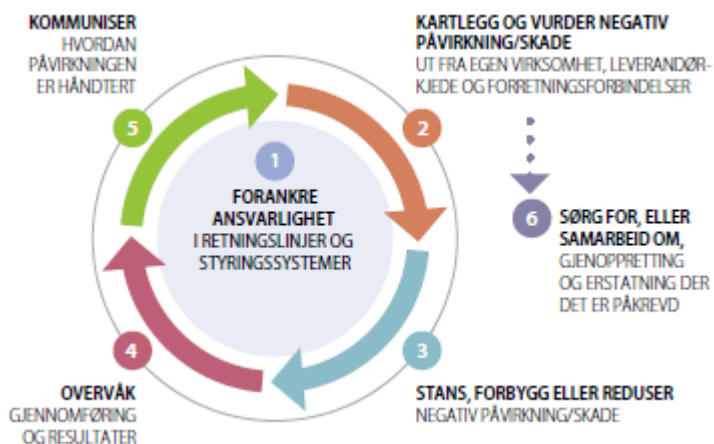 1
FORANKRE
ANSVARLIGHET
I RETNINGSLINJER OG
STYRINGSSYSTEMER
2
KARTLEGG OG VURDER NEGATIV
PÅVIRKNING/SKADE
UT FRA EGEN VIRKSOMHET, LEVERANDØR-
KJEDE OG FORRETNINGSFORBINDELSER
3
STANS, FORBYGG ELLER REDUSER
NEGATIV PÅVIRKNING/SKADE
4
OVERVÅK
GJENNOMFØRING
OG RESULTATER
5
KOMMUNISER
HVORDAN
PÅVIRKNINGEN
ER HÅNDTERT
6
SØRG FOR, ELLER
SAMARBEID OM,
GJENOPPRETTING
OG ERSTATNING DER
DET ER PÅKREVD